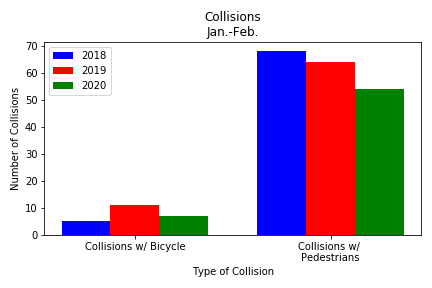 Collisions
Jan.-Feb.
2018
2019
2020
70
60
50
40
30
20
10
0
Number of Collisions
Collisions w/ Bicycle
Collisions w/
Pedestrians
Type of Collision